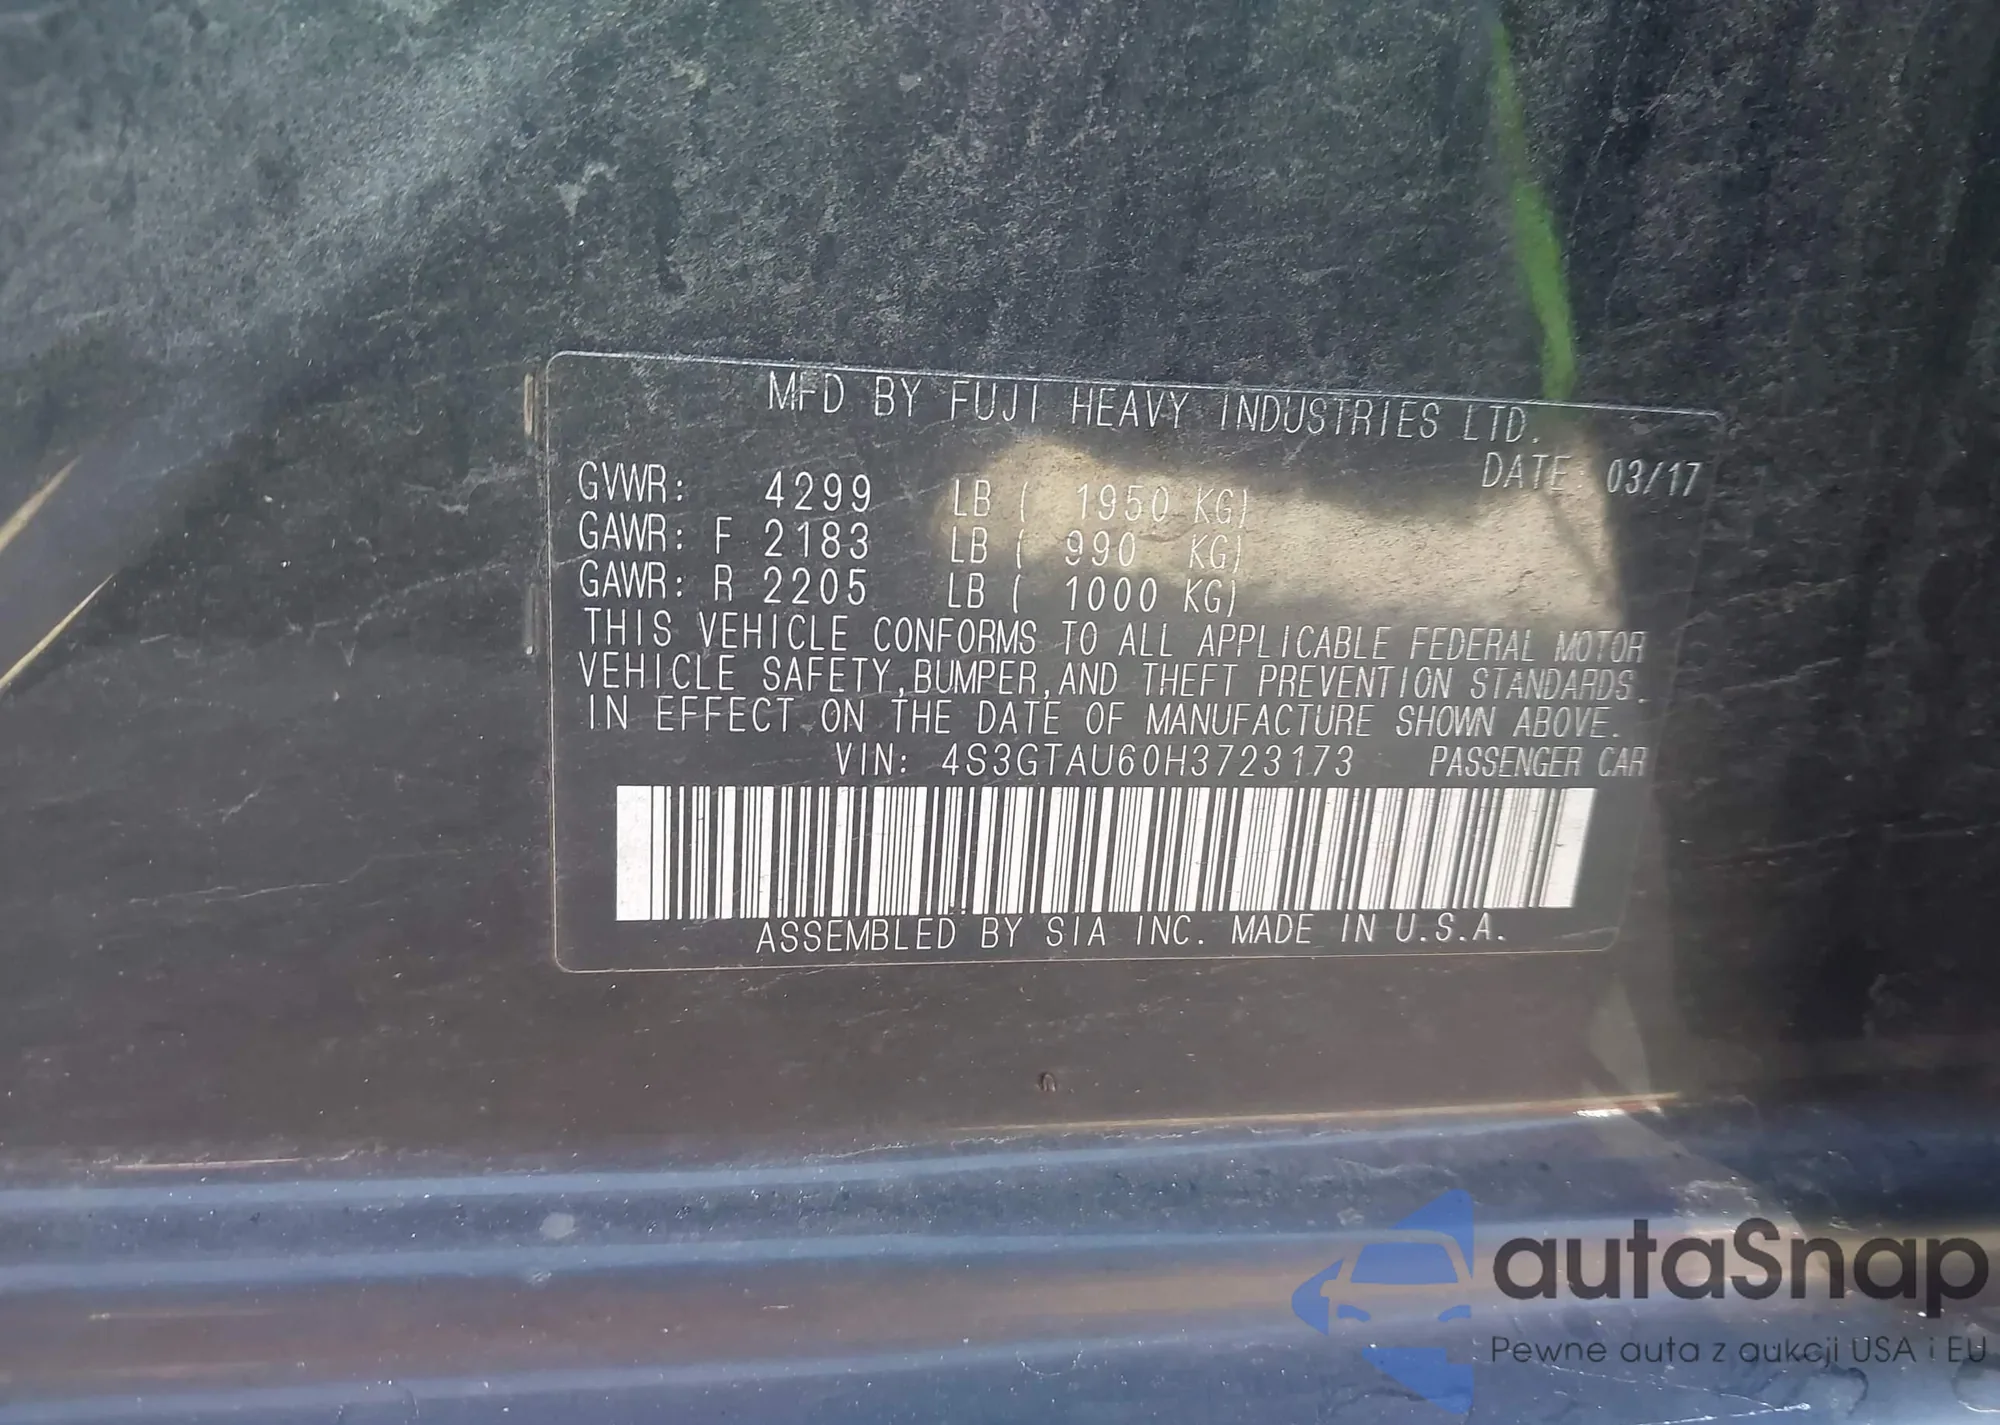 MFD BY FUJI HEAVY INDUSTRIES LTD.
DATE: 03/17
GVWR: 4299 LB ( 1950 KG)
GAWR: F 2183 LB ( 990 KG)
GAWR: R 2205 LB ( 1000 KG)
THIS VEHICLE CONFORMS TO ALL APPLICABLE FEDERAL MOTOR
VEHICLE SAFETY,BUMPER,AND THEFT PREVENTION STANDARDS.
IN EFFECT ON THE DATE OF MANUFACTURE SHOWN ABOVE.
VIN: 4S3GTAU60H3723173 PASSENGER CAR
ASSEMBLED BY SIA INC. MADE IN U.S.A.
autaSnap
Pewne auta z aukcji USA i EU